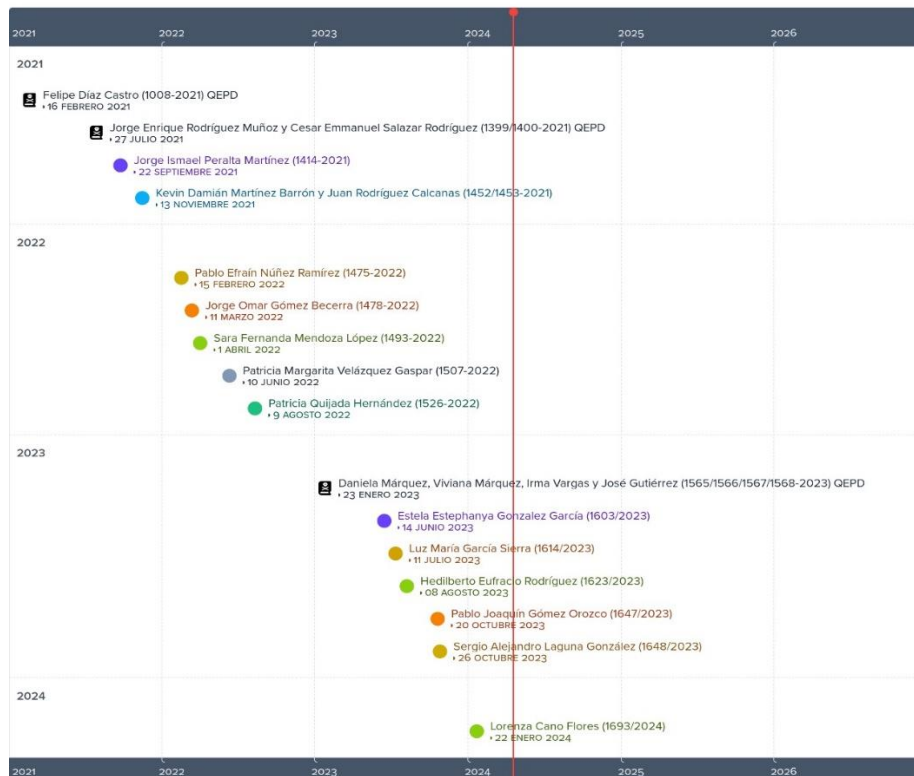 2021 2022 2023 2024 2025 2026
2021
Felipe Díaz Castro (1008-2021) QEPD
16 FEBRERO 2021
Jorge Enrique Rodríguez Muñoz y Cesar Emmanuel Salazar Rodríguez (1399/1400-2021) QEPD
27 JULIO 2021
Jorge Ismael Peralta Martínez (1414-2021)
22 SEPTIEMBRE 2021
Kevin Damián Martínez Barrón y Juan Rodríguez Calcanas (1452/1453-2021)
13 NOVIEMBRE 2021
2022
Pablo Efraín Núñez Ramírez (1475-2022)
15 FEBRERO 2022
Jorge Omar Gómez Becerra (1478-2022)
11 MARZO 2022
Sara Fernanda Mendoza López (1493-2022)
1 ABRIL 2022
Patricia Margarita Velázquez Gaspar (1507-2022)
10 JUNIO 2022
Patricia Quijada Hernández (1526-2022)
9 AGOSTO 2022
2023
Daniela Márquez, Viviana Márquez, Irma Vargas y José Gutiérrez (1565/1566/1567/1568-2023) QEPD
23 ENERO 2023
Estela Estephanya Gonzalez García (1603/2023)
14 JUNIO 2023
Luz María García Sierra (1614/2023)
11 JULIO 2023
Hedilberto Eufracio Rodríguez (1623/2023)
08 AGOSTO 2023
Pablo Joaquín Gómez Orozco (1647/2023)
20 OCTUBRE 2023
Sergio Alejandro Laguna González (1648/2023)
26 OCTUBRE 2023
2024
Lorenza Cano Flores (1693/2024)
22 ENERO 2024
2021 2022 2023 2024 2025 2026